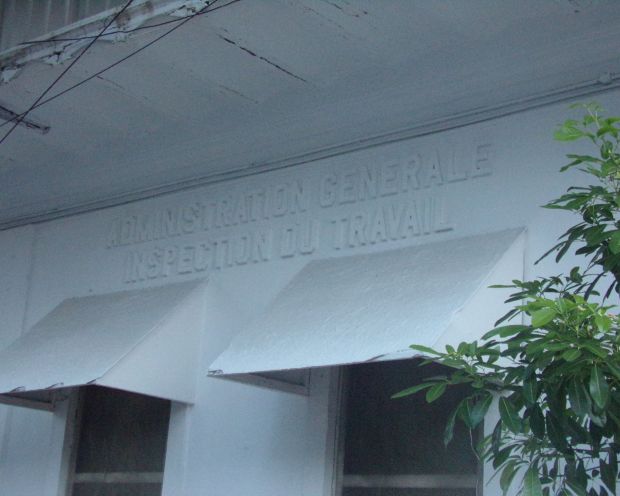 ADMINISTRATION GENERALE
INSPECTION DU TRAVAIL